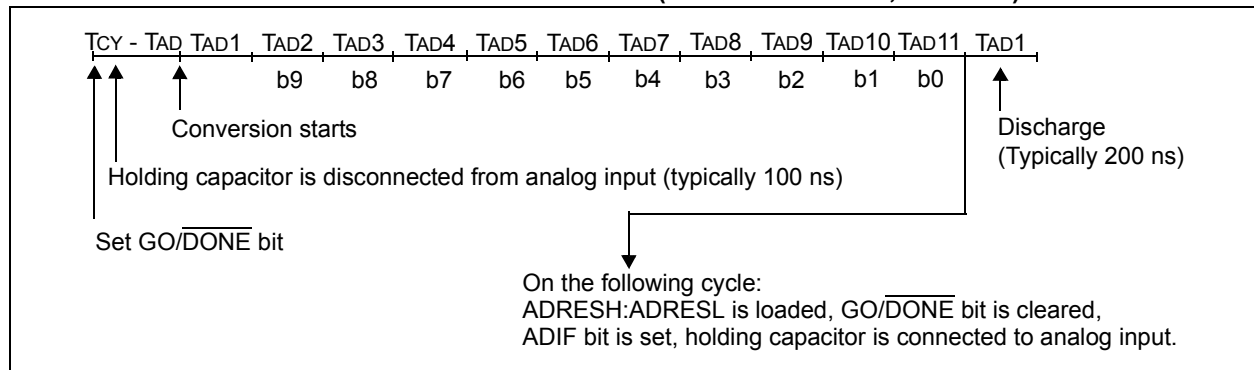 TCY - TAD TAD1 TAD2 TAD3 TAD4 TAD5 TAD6 TAD7 TAD8 TAD9 TAD10 TAD11 TAD1
b9 b8 b7 b6 b5 b4 b3 b2 b1 b0
Conversion starts
Discharge
(Typically 200 ns)
Holding capacitor is disconnected from analog input (typically 100 ns)
Set GO/DONE bit
On the following cycle:
ADRESH:ADRESL is loaded, GO/DONE bit is cleared,
ADIF bit is set, holding capacitor is connected to analog input.